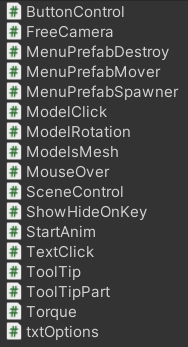 ButtonControl
FreeCamera
MenuPrefabDestroy
MenuPrefabMover
MenuPrefabSpawner
ModelClick
ModelRotation
ModelsMesh
MouseOver
SceneControl
ShowHideOnKey
StartAnim
TextClick
ToolTip
ToolTipPart
Torque
txtOptions